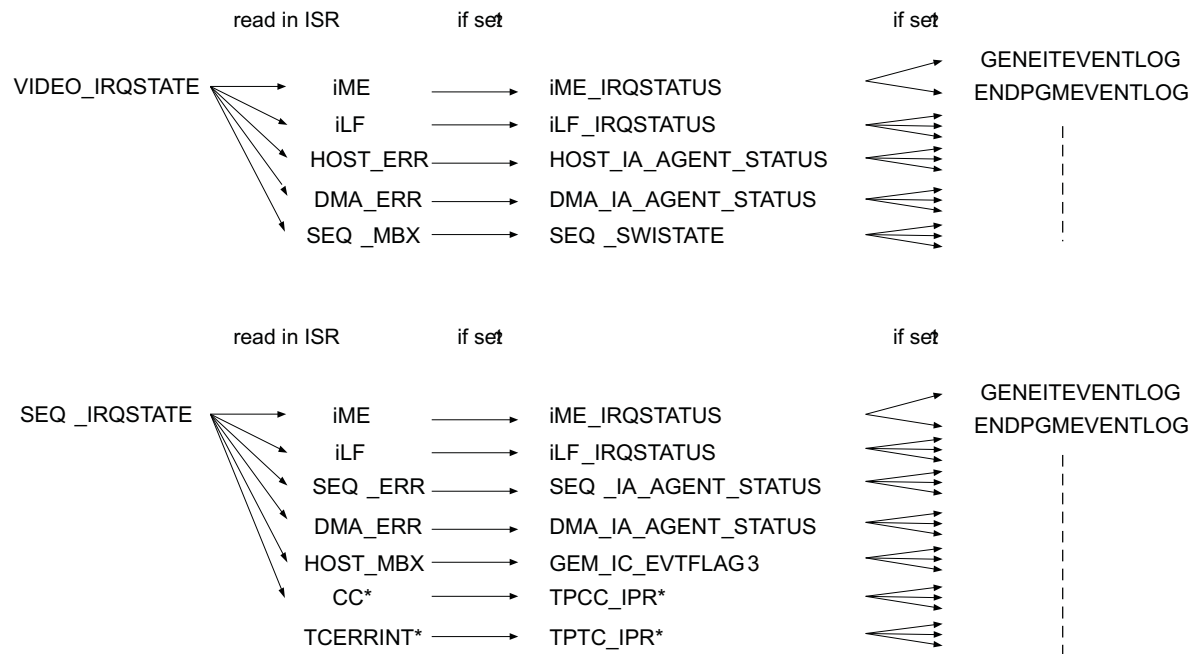 read in ISR if set?
if set?
VIDEO_IRQSTATE
iME
iME_IRQSTATUS
GENEITEVENTLOG
ENDPGMEVENTLOG
iLF
iLF_IRQSTATUS
HOST_ERR
HOST_IA_AGENT_STATUS
DMA_ERR
DMA_IA_AGENT_STATUS
SEQ _MBX
SEQ _SWISTATE
read in ISR if set?
if set?
SEQ _IRQSTATE
iME
iME_IRQSTATUS
GENEITEVENTLOG
ENDPGMEVENTLOG
iLF
iLF_IRQSTATUS
SEQ _ERR
SEQ _IA_AGENT_STATUS
DMA_ERR
DMA_IA_AGENT_STATUS
HOST_MBX
GEM_IC_EVTFLAG3
CC*
TPCC_IPR*
TCERRINT*
TPTC_IPR*